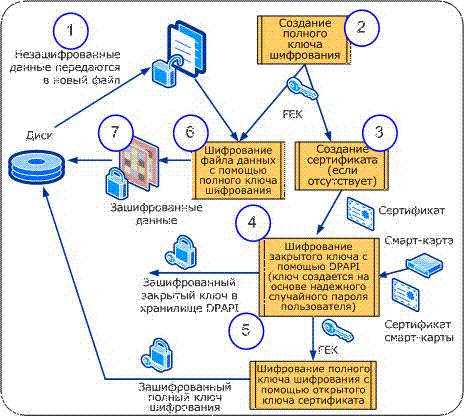 1
Незашифрованные
данные передаются
в новый файл
2
Создание
полного
ключа
шифрования
FEK
3
Создание
сертификата
(если
отсутствует)
Диск
7
6
Шифрование
файла данных
с помощью
полного ключа
шифрования
Зашифрованные
данные
Сертификат
4
Смарт-карта
Шифрование
закрытого ключа с
помощью DPAPI
(ключ создается на
основе надежного
случайного пароля
пользователя)
Зашифрованный
закрытый ключ в
хранилище DPAPI
Сертификат
смарт-карты
5
FEK
Шифрование полного
ключа шифрования с
помощью открытого
ключа сертификата
Зашифрованный
полный ключ
шифрования